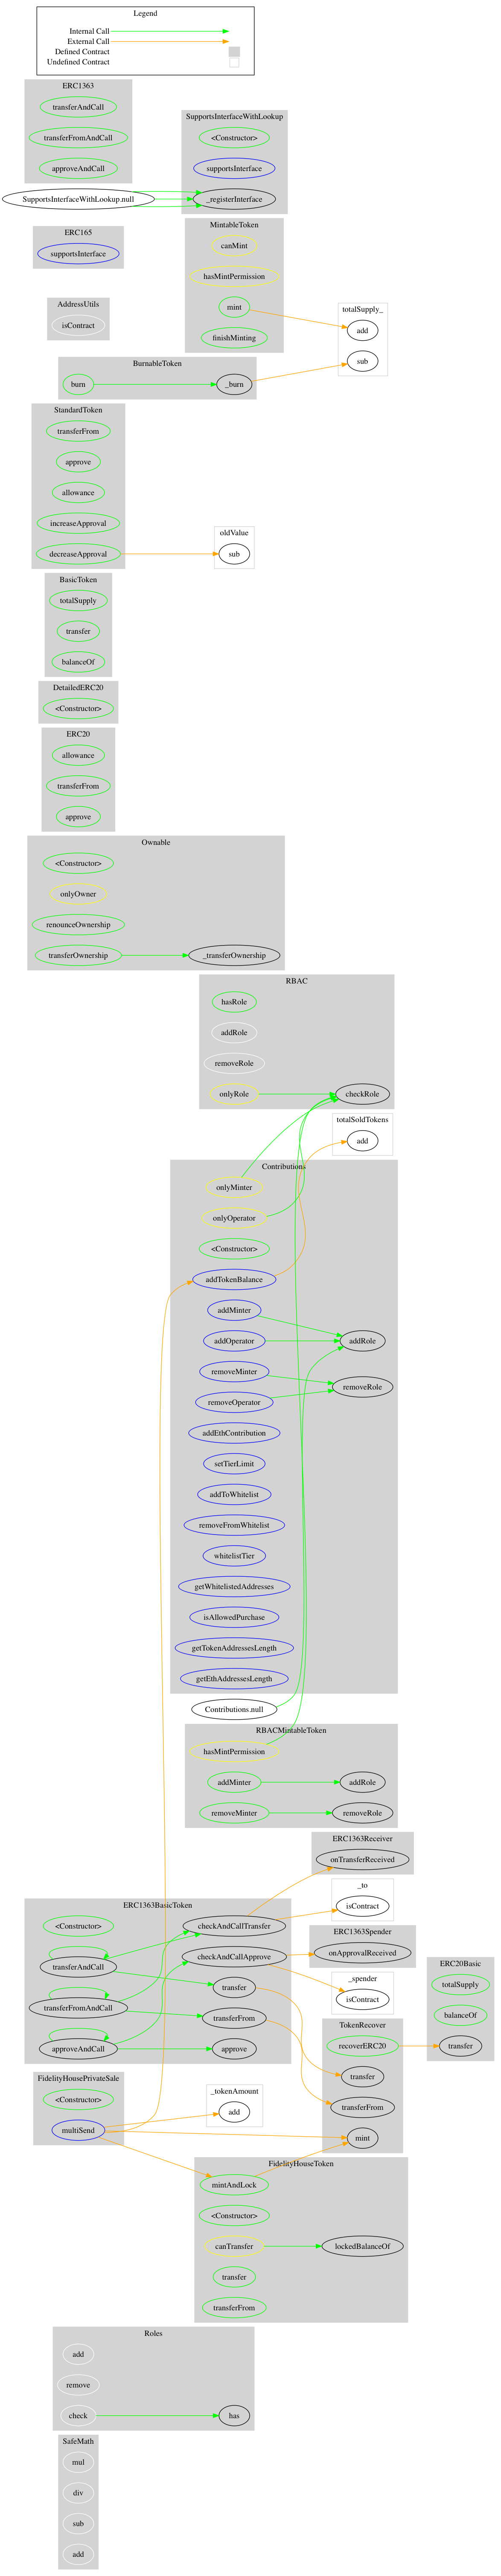 Legend
Internal Call
External Call
Defined Contract
Undefined Contract
ERC1363
transferAndCall
transferFromAndCall
approveAndCall
SupportsInterfaceWithLookup
<Constructor>
supportsInterface
_registerInterface
SupportsInterfaceWithLookup.null
ERC165
supportsInterface
MintableToken
canMint
hasMintPermission
mint
finishMinting
AddressUtils
isContract
totalSupply_
add
sub
BurnableToken
burn
_burn
StandardToken
transferFrom
approve
allowance
increaseApproval
decreaseApproval
oldValue
sub
BasicToken
totalSupply
transfer
balanceOf
DetailedERC20
<Constructor>
ERC20
allowance
transferFrom
approve
Ownable
<Constructor>
onlyOwner
renounceOwnership
transferOwnership
_transferOwnership
RBAC
hasRole
addRole
removeRole
onlyRole
checkRole
totalSoldTokens
add
Contributions
onlyMinter
onlyOperator
<Constructor>
addTokenBalance
addMinter
addOperator
addRole
removeMinter
removeRole
removeOperator
addEthContribution
setTierLimit
addToWhitelist
removeFromWhitelist
whitelistTier
getWhitelistedAddresses
isAllowedPurchase
getTokenAddressesLength
getEthAddressesLength
Contributions.null
RBACMintableToken
hasMintPermission
addMinter
addRole
removeMinter
removeRole
ERC1363Receiver
onTransferReceived
_to
isContract
ERC1363BasicToken
<Constructor>
transferAndCall
transferFromAndCall
approveAndCall
checkAndCallTransfer
checkAndCallApprove
transfer
transferFrom
approve
ERC1363Spender
onApprovalReceived
_spender
isContract
ERC20Basic
totalSupply
balanceOf
transfer
TokenRecover
recoverERC20
transfer
transferFrom
mint
FidelityHousePrivateSale
<Constructor>
multiSend
_tokenAmount
add
FidelityHouseToken
mintAndLock
<Constructor>
canTransfer
lockedBalanceOf
transfer
transferFrom
Roles
add
remove
check
has
SafeMath
mul
div
sub
add